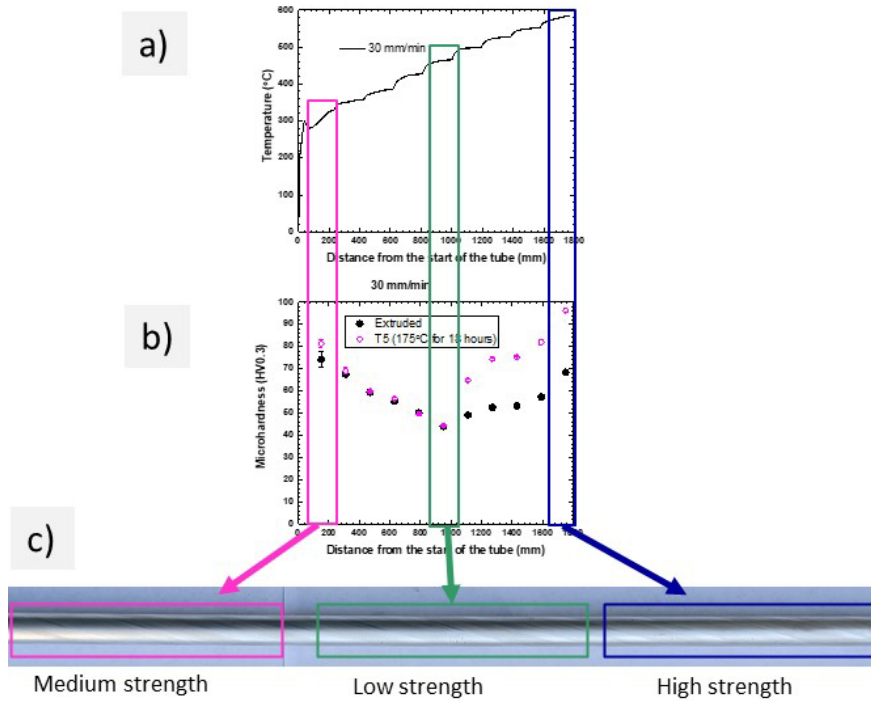 a)
800
600
400
300
200
0
Temperature (°C)
30 mm/min
0 200 400 600 800 1000 1200 1400 1600 1800
Distance from the start of the tube (mm)
30 mm/min
b)
100
90
80
70
60
50
40
30
20
10
0
Microhardness (HV0.3)
Extruded
T5 (175°C for 18 hours)
0 200 400 600 800 1000 1200 1400 1600 1800
Distance from the start of the tube (mm)
c)
Medium strength
Low strength
High strength